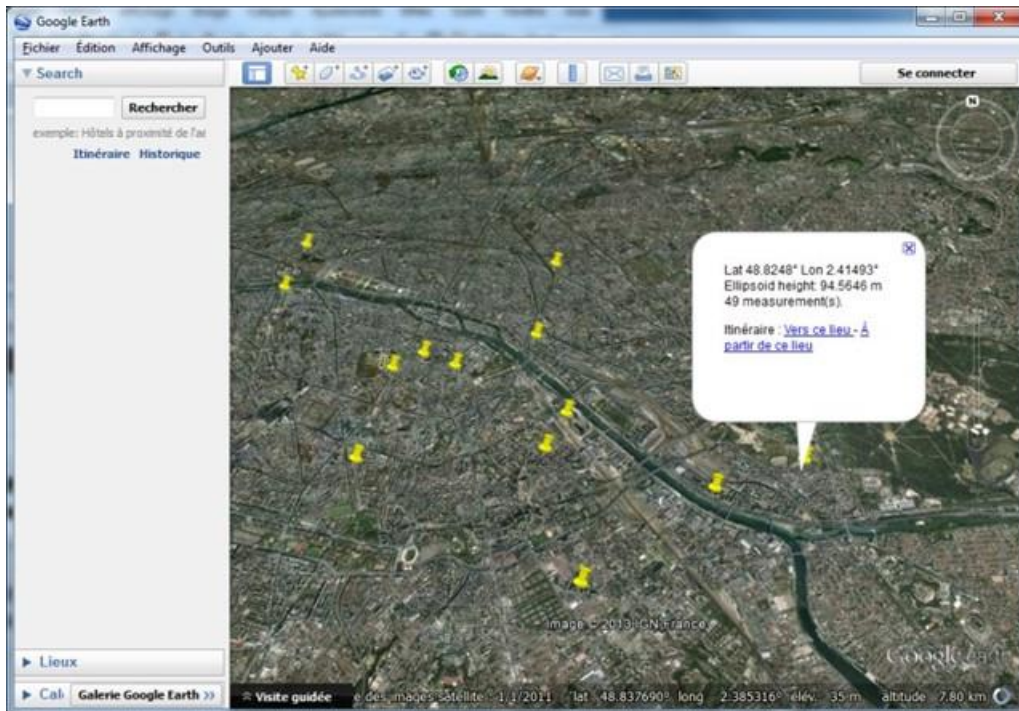 Google Earth
Fichier Édition Affichage Outils Ajouter Aide
Search
Se connecter
Rechercher
exemple: Hôtels à proximité de l'aé
Itinéraire Historique
N
Lat 48.8248° Lon 2.41493°
Ellipsoid height: 94.5646 m
49 measurement(s).
Itinéraire : Vers ce lieu - À
partir de ce lieu
Image © 2013 IGN France
Google earth
Lieux
Cal Galerie Google Earth >>
Visite guidée e des images satellite 1/1/2011 lat 48.837690° long 2.385316° élév. 35 m altitude 7.80 km